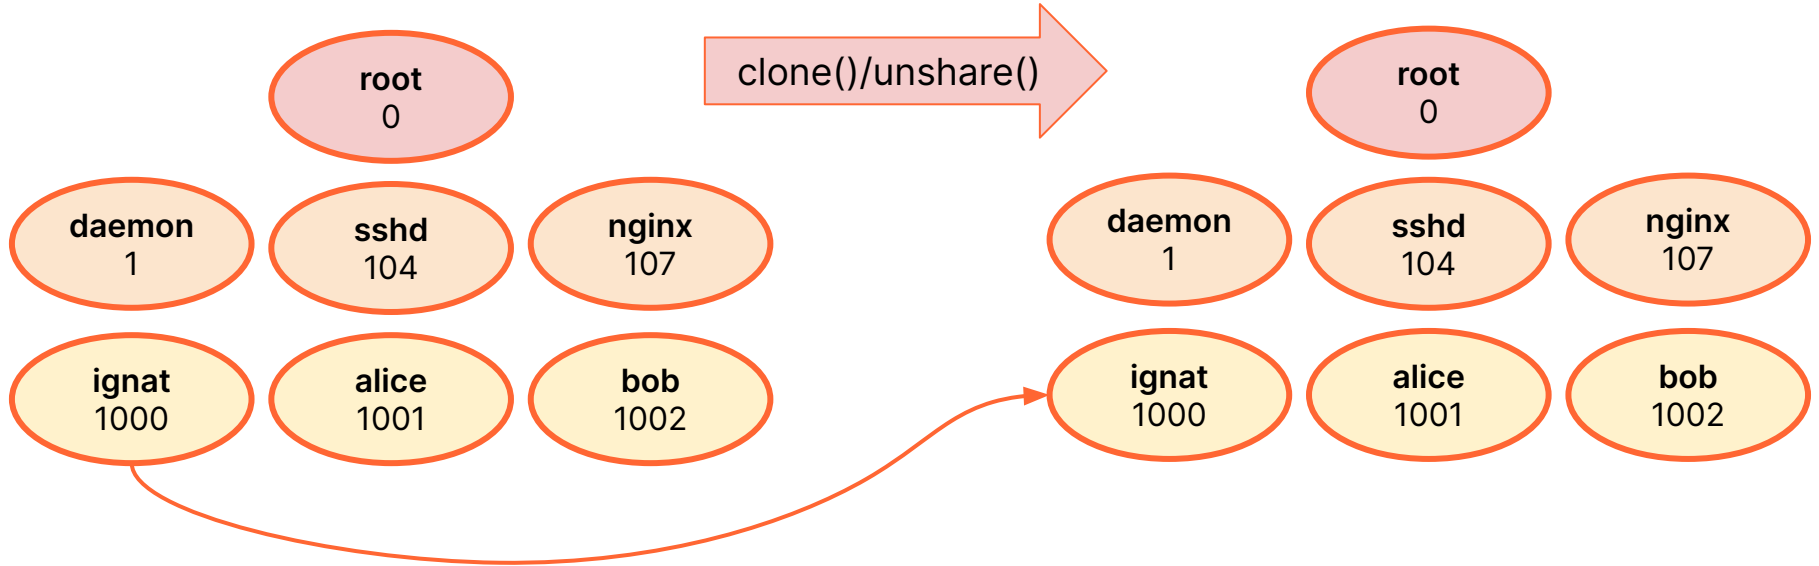 root
0
daemon
1
sshd
104
nginx
107
ignat
1000
alice
1001
bob
1002
clone()/unshare()
root
0
daemon
1
sshd
104
nginx
107
ignat
1000
alice
1001
bob
1002